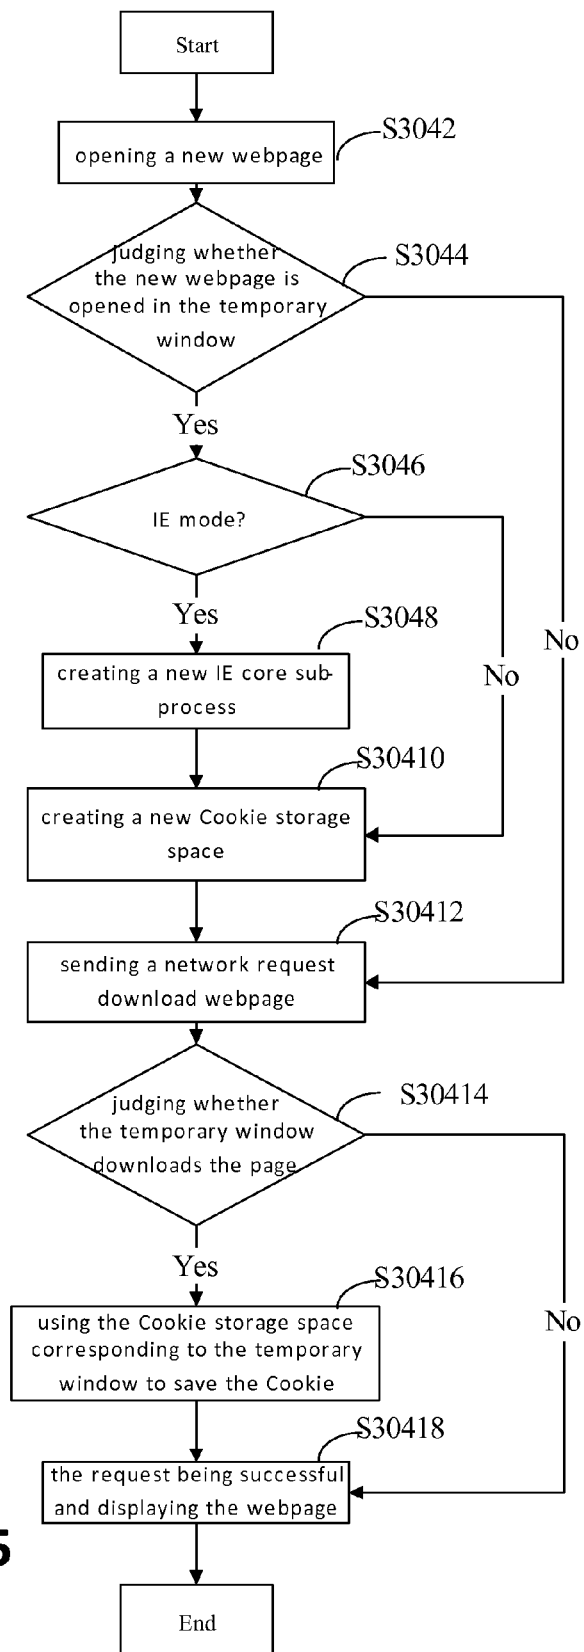 Start
S3042
opening a new webpage
S3044
judging whether
the new webpage is
opened in the temporary
window
Yes
S3046
IE mode?
Yes
S3048
No
creating a new IE core sub-
process
No
S30410
creating a new Cookie storage
space
S30412
sending a network request
download webpage
S30414
judging whether
the temporary window
downloads the page
Yes
S30416
using the Cookie storage space
corresponding to the temporary
window to save the Cookie
No
S30418
the request being successful
and displaying the webpage
5
End